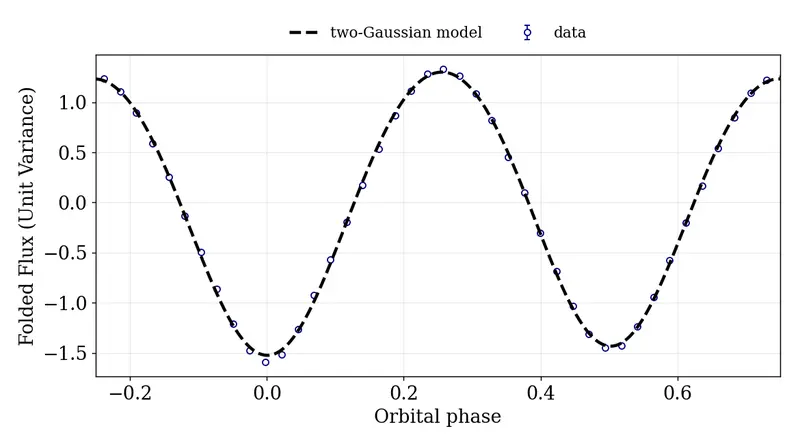 two-Gaussian model
data
Folded Flux (Unit Variance)
1.0
0.5
0.0
−0.5
−1.0
−1.5
−0.2
0.0
0.2
0.4
0.6
Orbital phase